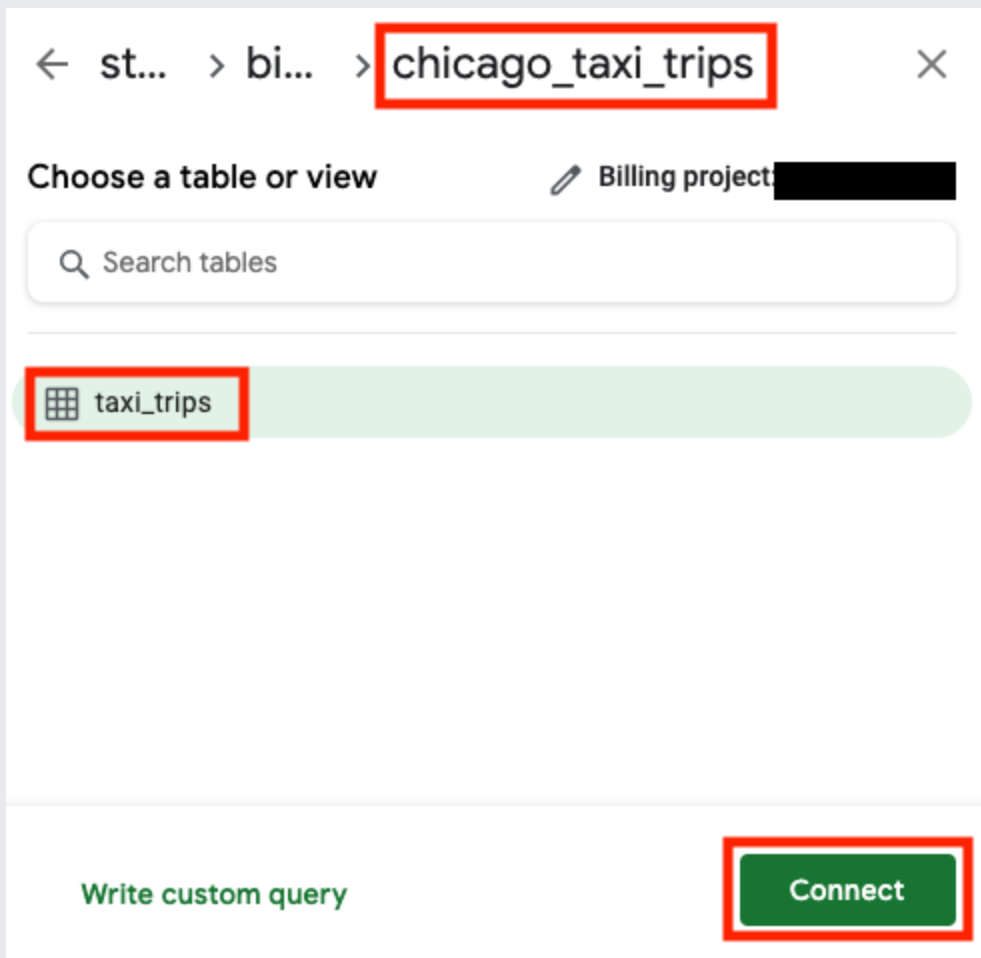 st... > bi... > chicago_taxi_trips
Choose a table or view
Billing project:
Search tables
taxi_trips
Write custom query
Connect